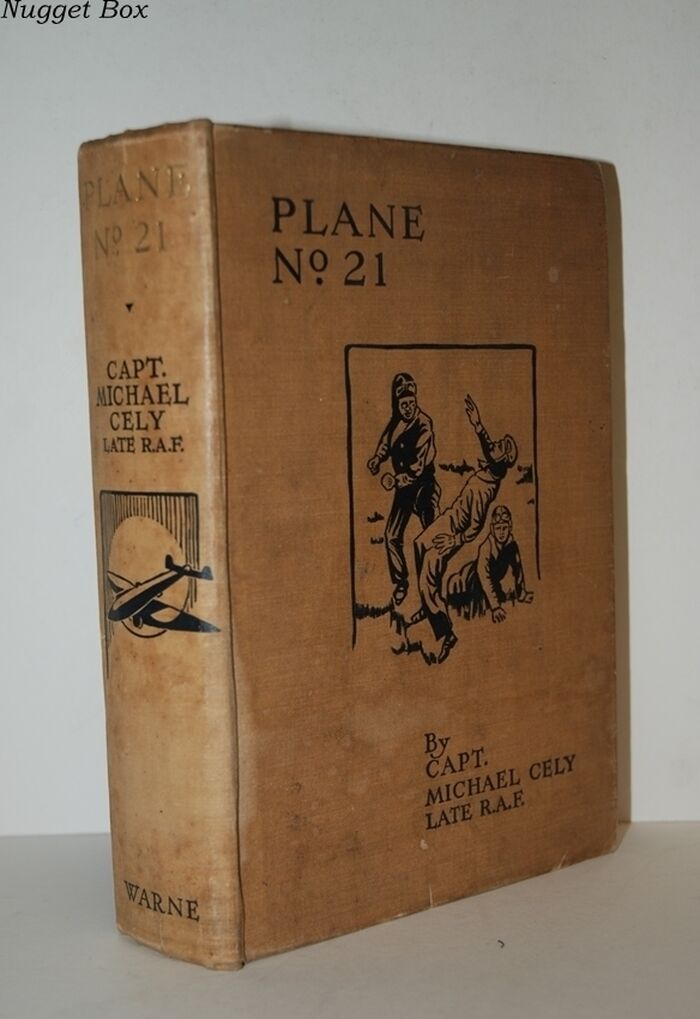 Nugget Box
PLANE
Nº 21
CAPT.
MICHAEL
CELY
LATE R.A.F.
WARNE
PLANE
Nº 21
By
CAPT.
MICHAEL CELY
LATE R.A.F.